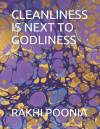 CLEANLINESS
IS NEXT TO
GODLINESS
RAKHI POONIA